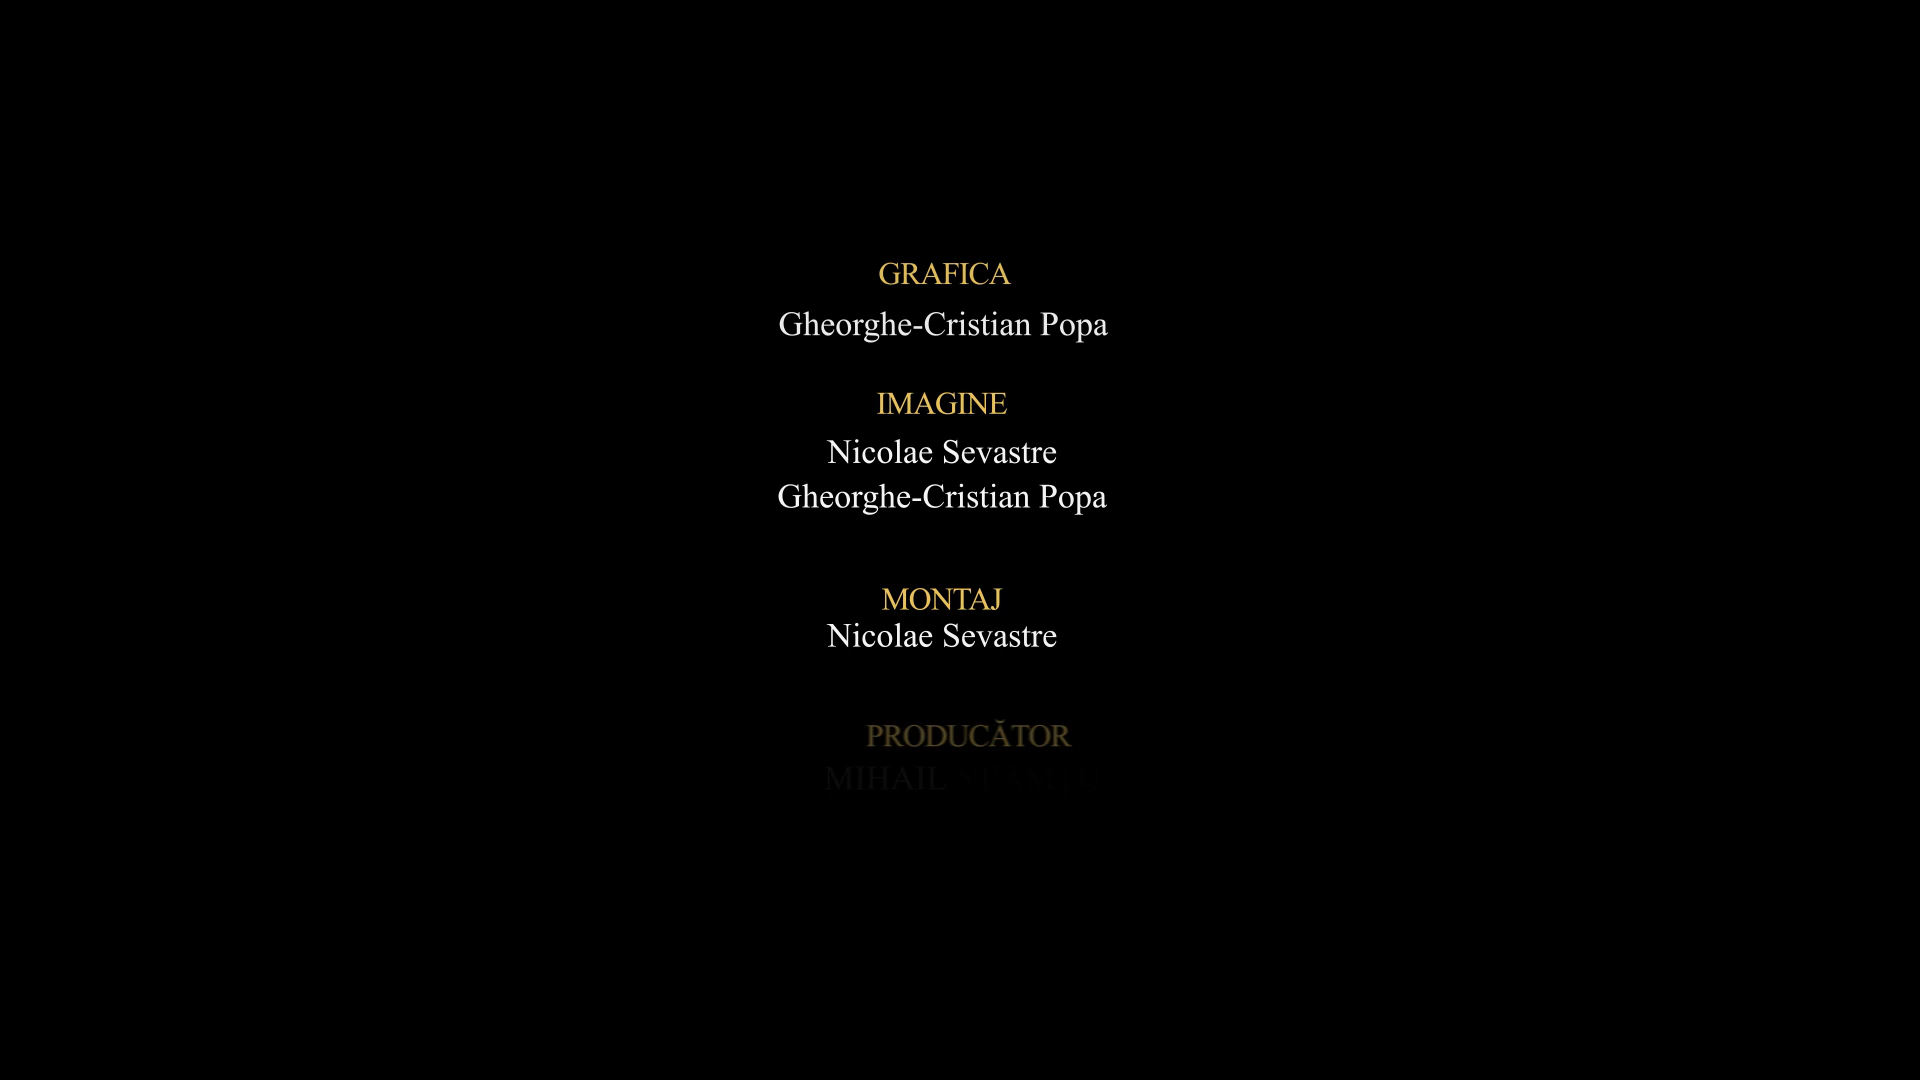 GRAFICA
Gheorghe-Cristian Popa
IMAGINE
Nicolae Sevastre
Gheorghe-Cristian Popa
MONTAJ
Nicolae Sevastre
PRODUCĂTOR
MIHAIL